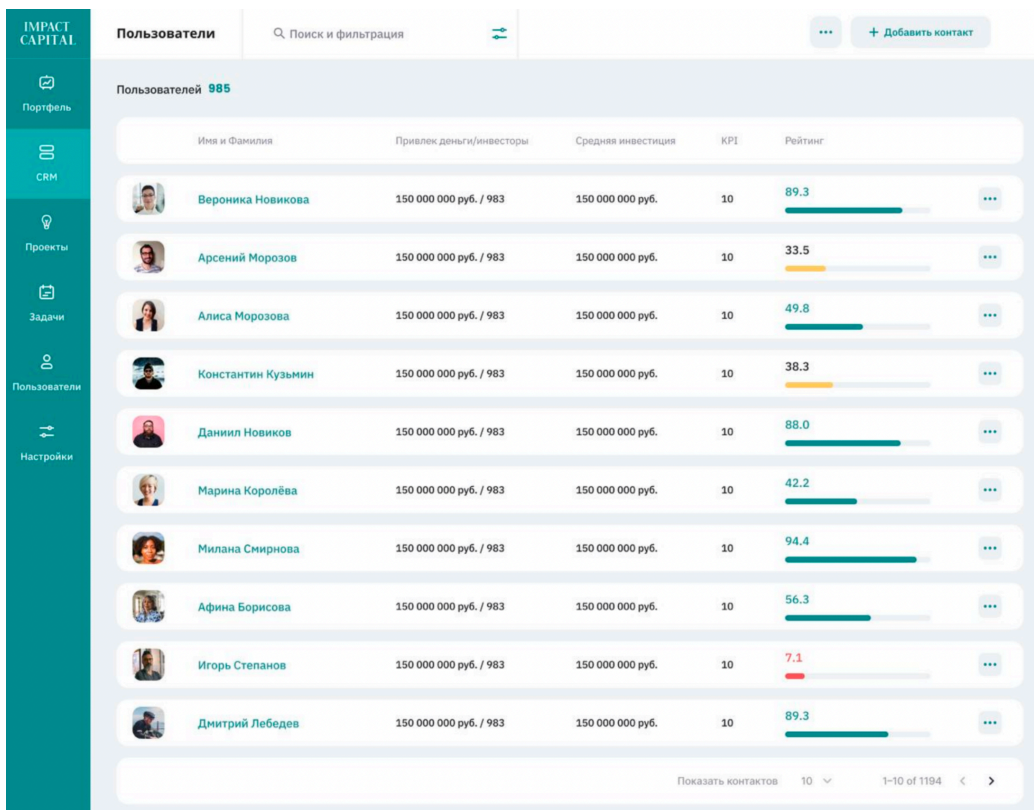 IMPACT
CAPITAL
Портфель
CRM
Проекты
Задачи
Пользователи
Настройки
Пользователи
Поиск и фильтрация
Добавить контакт
Пользователей 985
Имя и Фамилия Привлек деньги/инвесторы Средняя инвестиция KPI Рейтинг
Вероника Новикова 150 000 000 руб. / 983 150 000 000 руб. 10 89.3
Арсений Морозов 150 000 000 руб. / 983 150 000 000 руб. 10 33.5
Алиса Морозова 150 000 000 руб. / 983 150 000 000 руб. 10 49.8
Константин Кузьмин 150 000 000 руб. / 983 150 000 000 руб. 10 38.3
Даниил Новиков 150 000 000 руб. / 983 150 000 000 руб. 10 88.0
Марина Королёва 150 000 000 руб. / 983 150 000 000 руб. 10 42.2
Милана Смирнова 150 000 000 руб. / 983 150 000 000 руб. 10 94.4
Афина Борисова 150 000 000 руб. / 983 150 000 000 руб. 10 56.3
Игорь Степанов 150 000 000 руб. / 983 150 000 000 руб. 10 7.1
Дмитрий Лебедев 150 000 000 руб. / 983 150 000 000 руб. 10 89.3
Показать контактов 10 1–10 of 1194